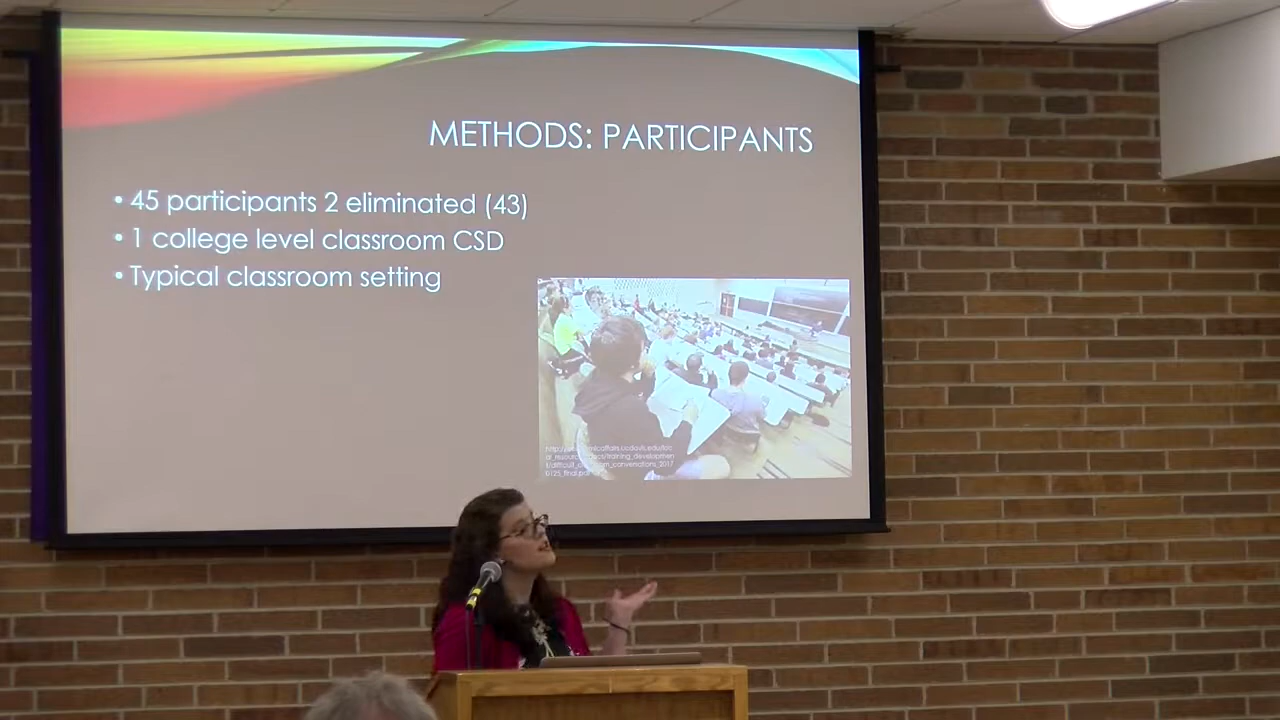 METHODS: PARTICIPANTS
• 45 participants 2 eliminated (43)
• 1 college level classroom CSD
• Typical classroom setting